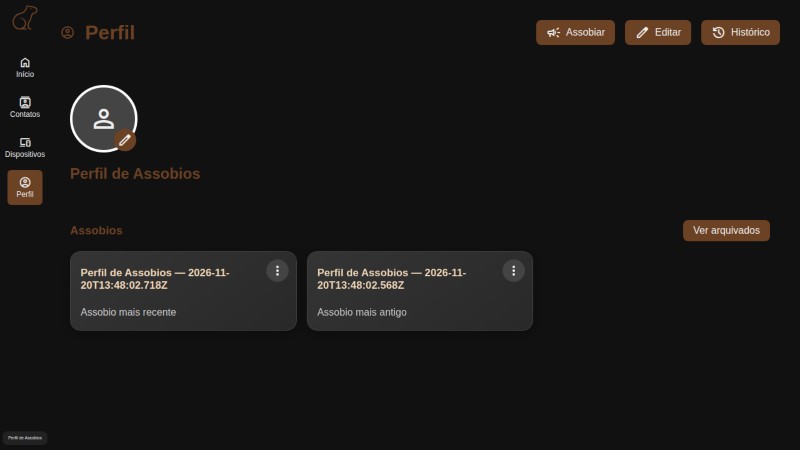 Perfil
Assobiar
Editar
Histórico
Início
Contatos
Dispositivos
Perfil
Perfil de Assobios
Assobios
Ver arquivados
Perfil de Assobios — 2026-11-
20T13:48:02.718Z
Assobio mais recente
Perfil de Assobios — 2026-11-
20T13:48:02.568Z
Assobio mais antigo
Perfil de Assobios